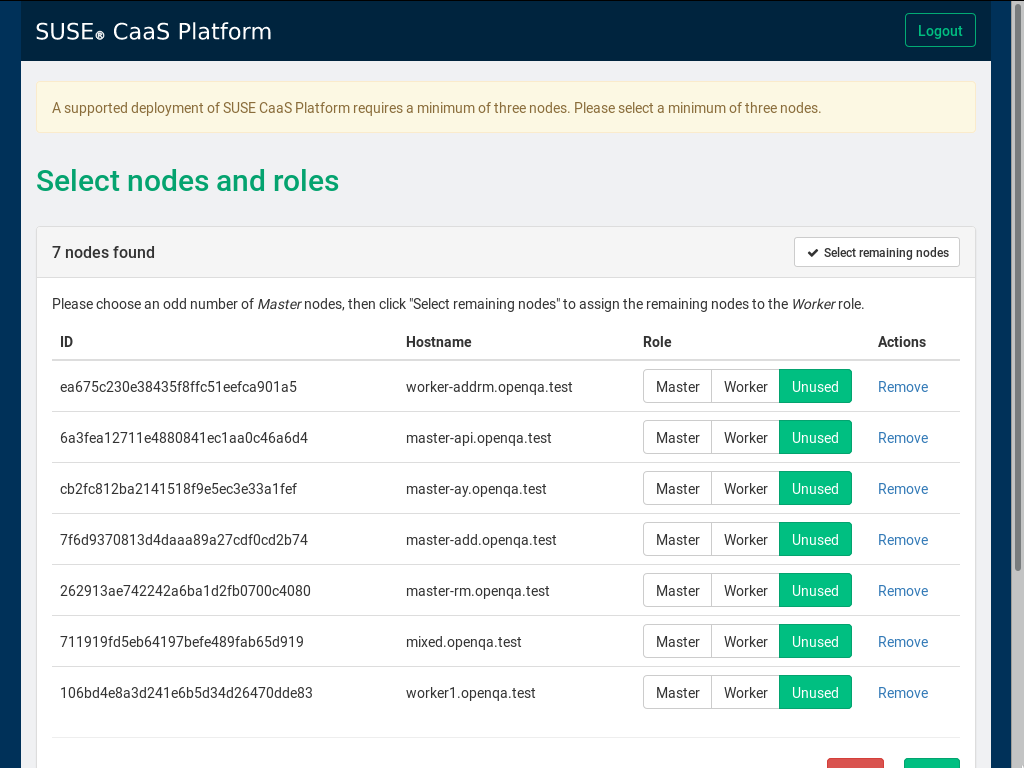 SUSE® CaaS Platform
Logout
A supported deployment of SUSE CaaS Platform requires a minimum of three nodes. Please select a minimum of three nodes.
Select nodes and roles
7 nodes found
Select remaining nodes
Please choose an odd number of Master nodes, then click "Select remaining nodes" to assign the remaining nodes to the Worker role.
ID Hostname Role Actions
ea675c230e38435f8ffc51eefca901a5 worker-addrm.openqa.test Master Worker Unused Remove
6a3fea12711e4880841ec1aa0c46a6d4 master-api.openqa.test Master Worker Unused Remove
cb2fc812ba2141518f9e5ec3e33a1fef master-ay.openqa.test Master Worker Unused Remove
7f6d9370813d4daaa89a27cdf0cd2b74 master-add.openqa.test Master Worker Unused Remove
262913ae742242a6ba1d2fb0700c4080 master-rm.openqa.test Master Worker Unused Remove
711919fd5eb64197befe489fab65d919 mixed.openqa.test Master Worker Unused Remove
106bd4e8a3d241e6b5d34d26470dde83 worker1.openqa.test Master Worker Unused Remove